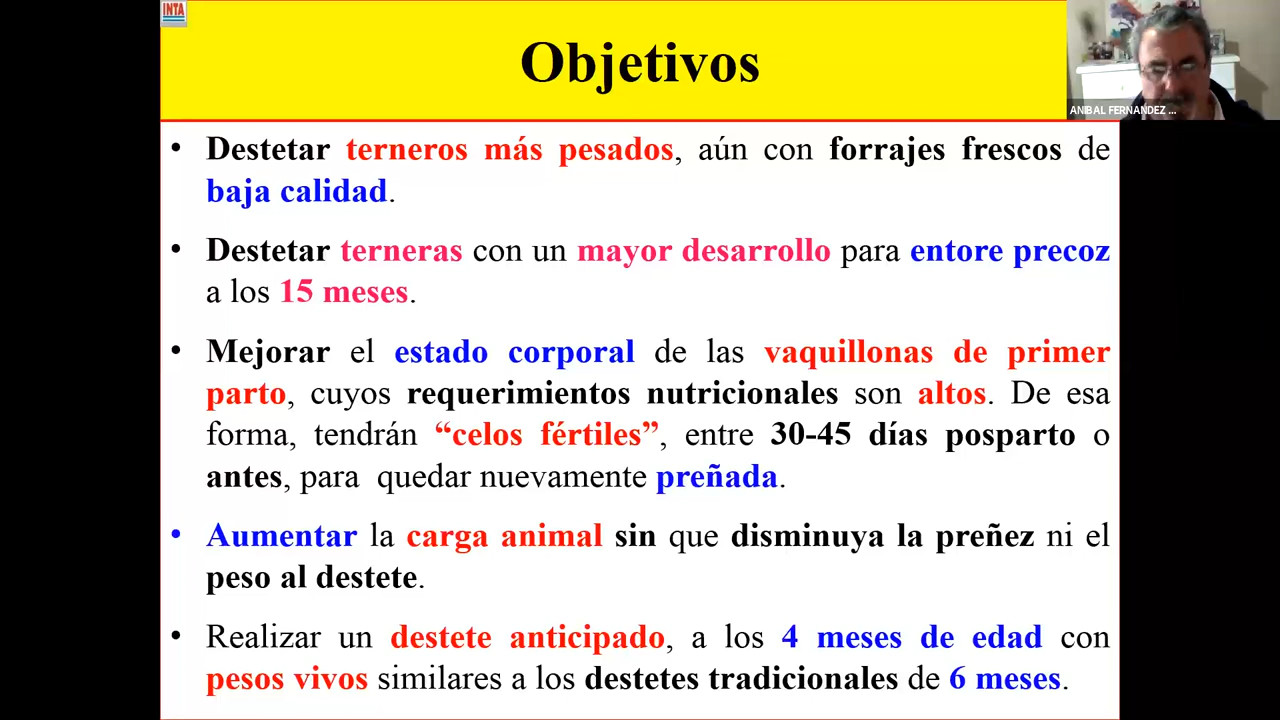 INTA
Objetivos
ANIBAL FERNANDEZ ...
• Destetar terneros más pesados, aún con forrajes frescos de
baja calidad.
• Destetar terneras con un mayor desarrollo para entore precoz
a los 15 meses.
• Mejorar el estado corporal de las vaquillonas de primer
parto, cuyos requerimientos nutricionales son altos. De esa
forma, tendrán “celos fértiles”, entre 30-45 días posparto o
antes, para quedar nuevamente preñada.
• Aumentar la carga animal sin que disminuya la preñez ni el
peso al destete.
• Realizar un destete anticipado, a los 4 meses de edad con
pesos vivos similares a los destetes tradicionales de 6 meses.